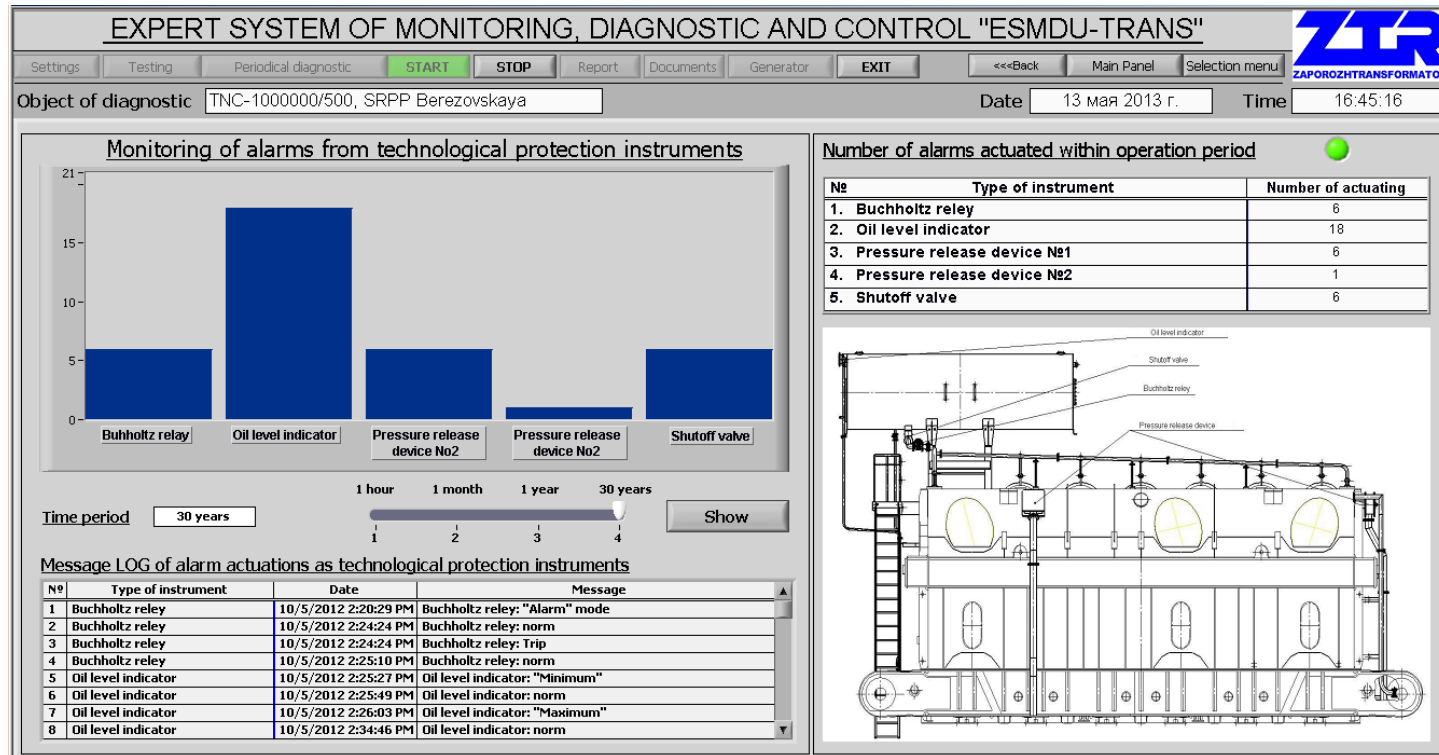 EXPERT SYSTEM OF MONITORING, DIAGNOSTIC AND CONTROL "ESMDU-TRANS"
ZTR
ZAPOROZHTRANSFORMATO
Settings Testing Periodical diagnostic START STOP Report Documents Generator EXIT <<<Back Main Panel Selection menu
Object of diagnostic TNC-1000000/500, SRPP Berezovskaya Date 13 мая 2013 г. Time 16:45:16
Monitoring of alarms from technological protection instruments
21
15
10
5
0
Buhholtz relay Oil level indicator Pressure release device No2 Pressure release device No2 Shutoff valve
1 hour 1 month 1 year 30 years
Time period 30 years Show
1 2 3 4
Message LOG of alarm actuations as technological protection instruments
Nº Type of instrument Date Message
1 Buchholtz reley 10/5/2012 2:20:29 PM Buchholtz reley: "Alarm" mode
2 Buchholtz reley 10/5/2012 2:24:24 PM Buchholtz reley: norm
3 Buchholtz reley 10/5/2012 2:24:24 PM Buchholtz reley: Trip
4 Buchholtz reley 10/5/2012 2:25:10 PM Buchholtz reley: norm
5 Oil level indicator 10/5/2012 2:25:27 PM Oil level indicator: "Minimum"
6 Oil level indicator 10/5/2012 2:25:49 PM Oil level indicator: norm
7 Oil level indicator 10/5/2012 2:26:03 PM Oil level indicator: "Maximum"
8 Oil level indicator 10/5/2012 2:34:46 PM Oil level indicator: norm
Number of alarms actuated within operation period
Nº Type of instrument Number of actuating
1. Buchholtz reley 6
2. Oil level indicator 18
3. Pressure release device №1 6
4. Pressure release device №2 1
5. Shutoff valve 6
Oil level indicator
Shutoff valve
Buchholtz reley
Pressure release device